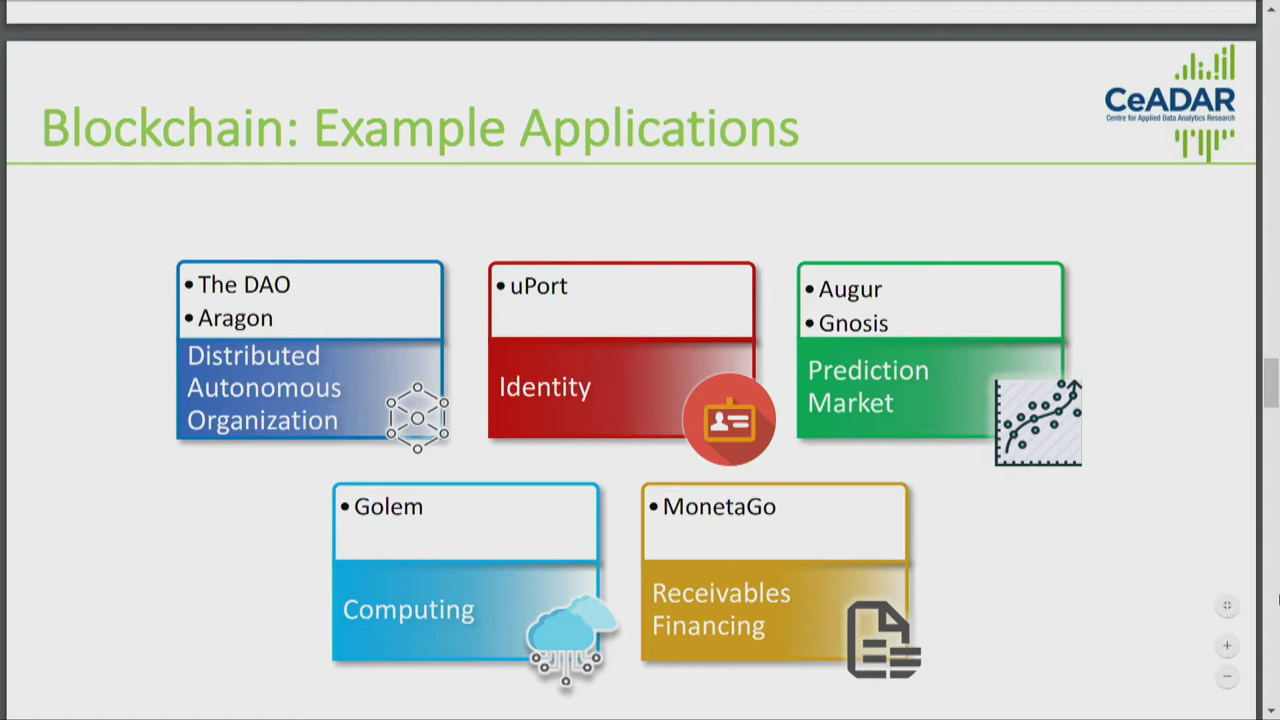 CeADAR
Centre for Applied Data Analytics Research
Blockchain: Example Applications
• The DAO
• Aragon
Distributed
Autonomous
Organization
• uPort
Identity
• Augur
• Gnosis
Prediction
Market
• Golem
Computing
• MonetaGo
Receivables
Financing